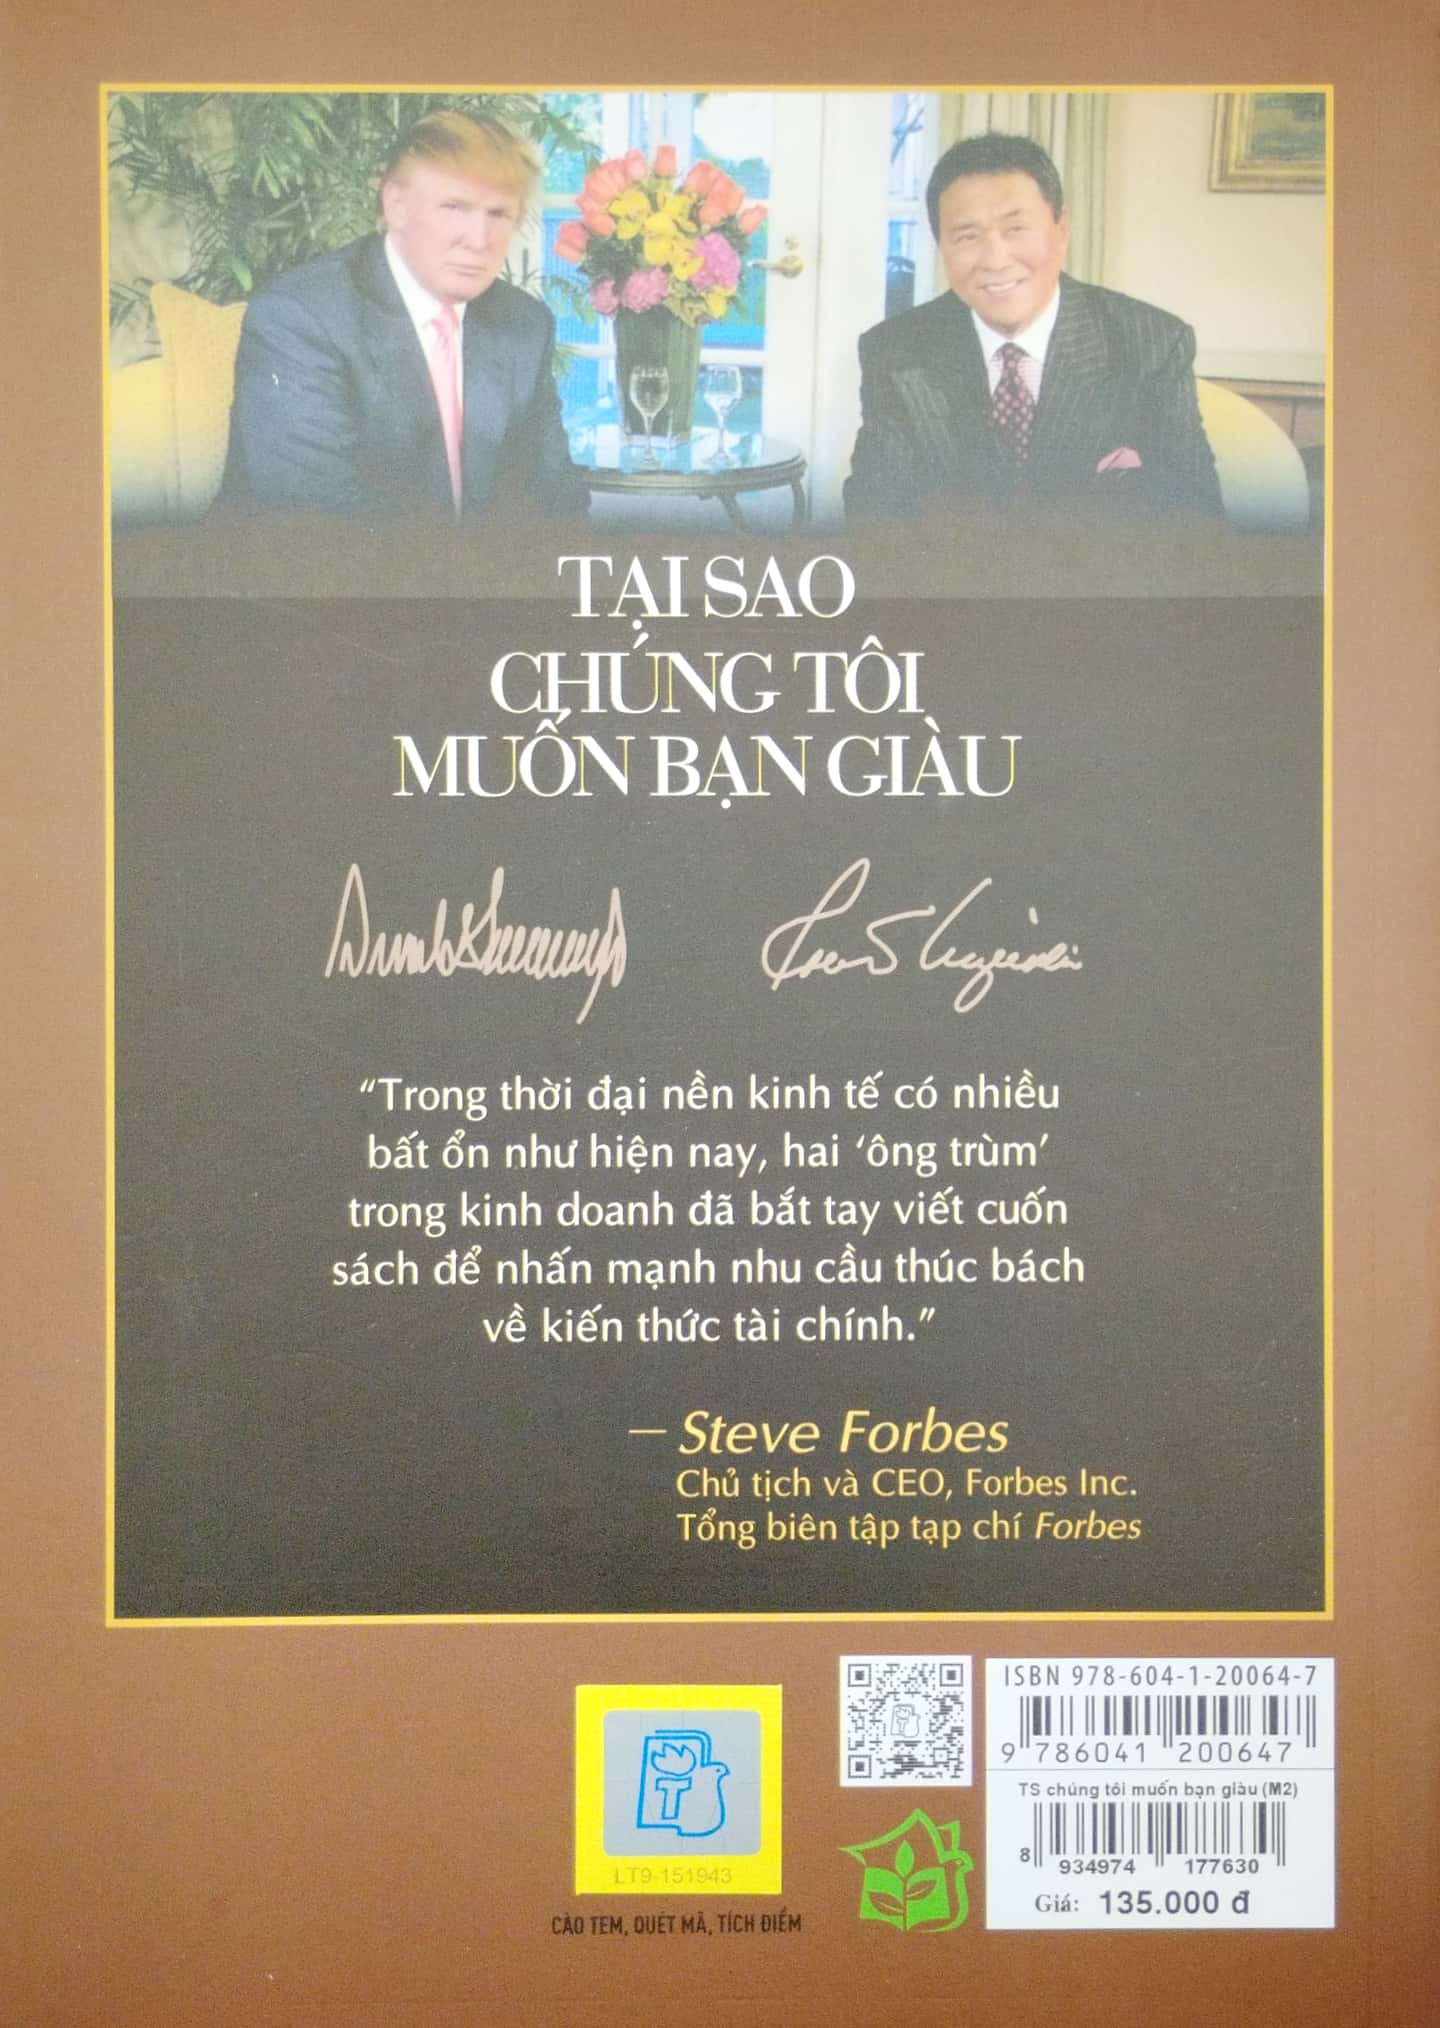 TẠI SAO
CHÚNG TÔI
MUỐN BẠN GIÀU
“Trong thời đại nền kinh tế có nhiều
bất ổn như hiện nay, hai ‘ông trùm’
trong kinh doanh đã bắt tay viết cuốn
sách để nhấn mạnh nhu cầu thúc bách
về kiến thức tài chính.”
— Steve Forbes
Chủ tịch và CEO, Forbes Inc.
Tổng biên tập tạp chí Forbes
T
LT9-151943
CÀO TEM, QUÉT MÃ, TÍCH ĐIỂM
ISBN 978-604-1-20064-7
9 786041 200647
TS chúng tôi muốn bạn giàu (M2)
8 934974 177630
Giá: 135.000 đ